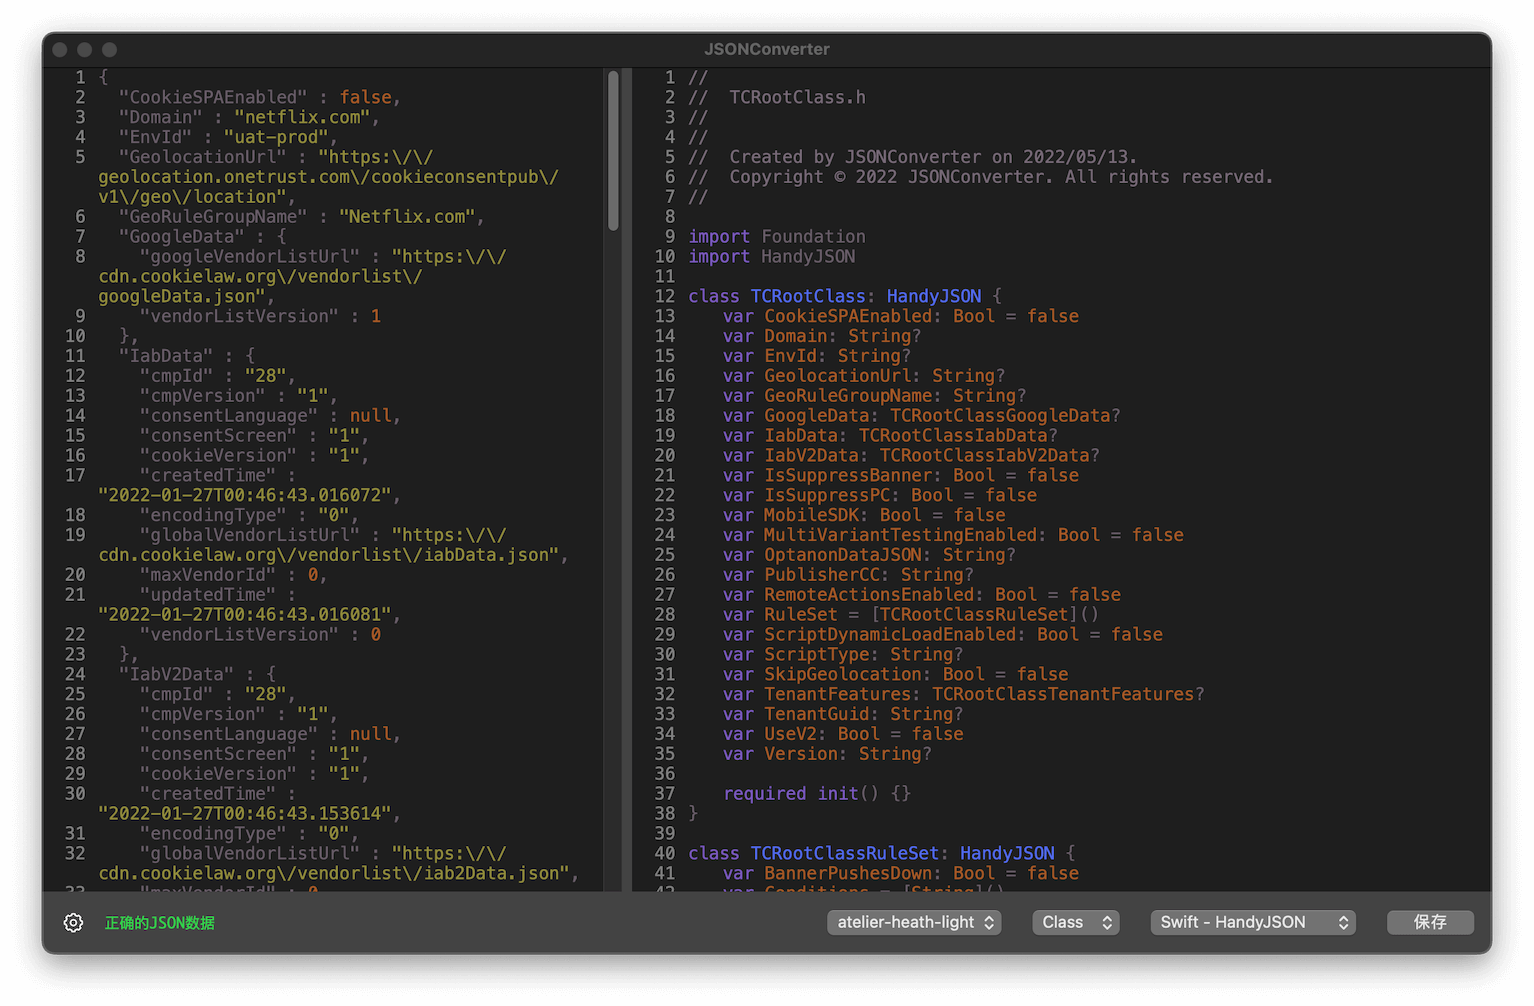 JSONConverter
1 {
2 "CookieSPAEnabled" : false,
3 "Domain" : "netflix.com",
4 "EnvId" : "uat-prod",
5 "GeolocationUrl" : "https:\/\/
geolocation.onetrust.com\/cookieconsentpub\/
v1\/geo\/location",
6 "GeoRuleGroupName" : "Netflix.com",
7 "GoogleData" : {
8 "googleVendorListUrl" : "https:\/\/
cdn.cookielaw.org\/vendorlist\/
googleData.json",
9 "vendorListVersion" : 1
10 },
11 "IabData" : {
12 "cmpId" : "28",
13 "cmpVersion" : "1",
14 "consentLanguage" : null,
15 "consentScreen" : "1",
16 "cookieVersion" : "1",
17 "createdTime" :
"2022-01-27T00:46:43.016072",
18 "encodingType" : "0",
19 "globalVendorListUrl" : "https:\/\/
cdn.cookielaw.org\/vendorlist\/iabData.json",
20 "maxVendorId" : 0,
21 "updatedTime" :
"2022-01-27T00:46:43.016081",
22 "vendorListVersion" : 0
23 },
24 "IabV2Data" : {
25 "cmpId" : "28",
26 "cmpVersion" : "1",
27 "consentLanguage" : null,
28 "consentScreen" : "1",
29 "cookieVersion" : "1",
30 "createdTime" :
"2022-01-27T00:46:43.153614",
31 "encodingType" : "0",
32 "globalVendorListUrl" : "https:\/\/
cdn.cookielaw.org\/vendorlist\/iab2Data.json",
33 "maxVendorId" : 0
1 //
2 // TCRootClass.h
3 //
4 //
5 // Created by JSONConverter on 2022/05/13.
6 // Copyright © 2022 JSONConverter. All rights reserved.
7 //
8
9 import Foundation
10 import HandyJSON
11
12 class TCRootClass: HandyJSON {
13 var CookieSPAEnabled: Bool = false
14 var Domain: String?
15 var EnvId: String?
16 var GeolocationUrl: String?
17 var GeoRuleGroupName: String?
18 var GoogleData: TCRootClassGoogleData?
19 var IabData: TCRootClassIabData?
20 var IabV2Data: TCRootClassIabV2Data?
21 var IsSuppressBanner: Bool = false
22 var IsSuppressPC: Bool = false
23 var MobileSDK: Bool = false
24 var MultiVariantTestingEnabled: Bool = false
25 var OptanonDataJSON: String?
26 var PublisherCC: String?
27 var RemoteActionsEnabled: Bool = false
28 var RuleSet = [TCRootClassRuleSet]()
29 var ScriptDynamicLoadEnabled: Bool = false
30 var ScriptType: String?
31 var SkipGeolocation: Bool = false
32 var TenantFeatures: TCRootClassTenantFeatures?
33 var TenantGuid: String?
34 var UseV2: Bool = false
35 var Version: String?
36
37 required init() {}
38 }
39
40 class TCRootClassRuleSet: HandyJSON {
41 var BannerPushesDown: Bool = false
42 var Conditions = [String]()
正确的JSON数据
atelier-heath-light
Class
Swift - HandyJSON
保存